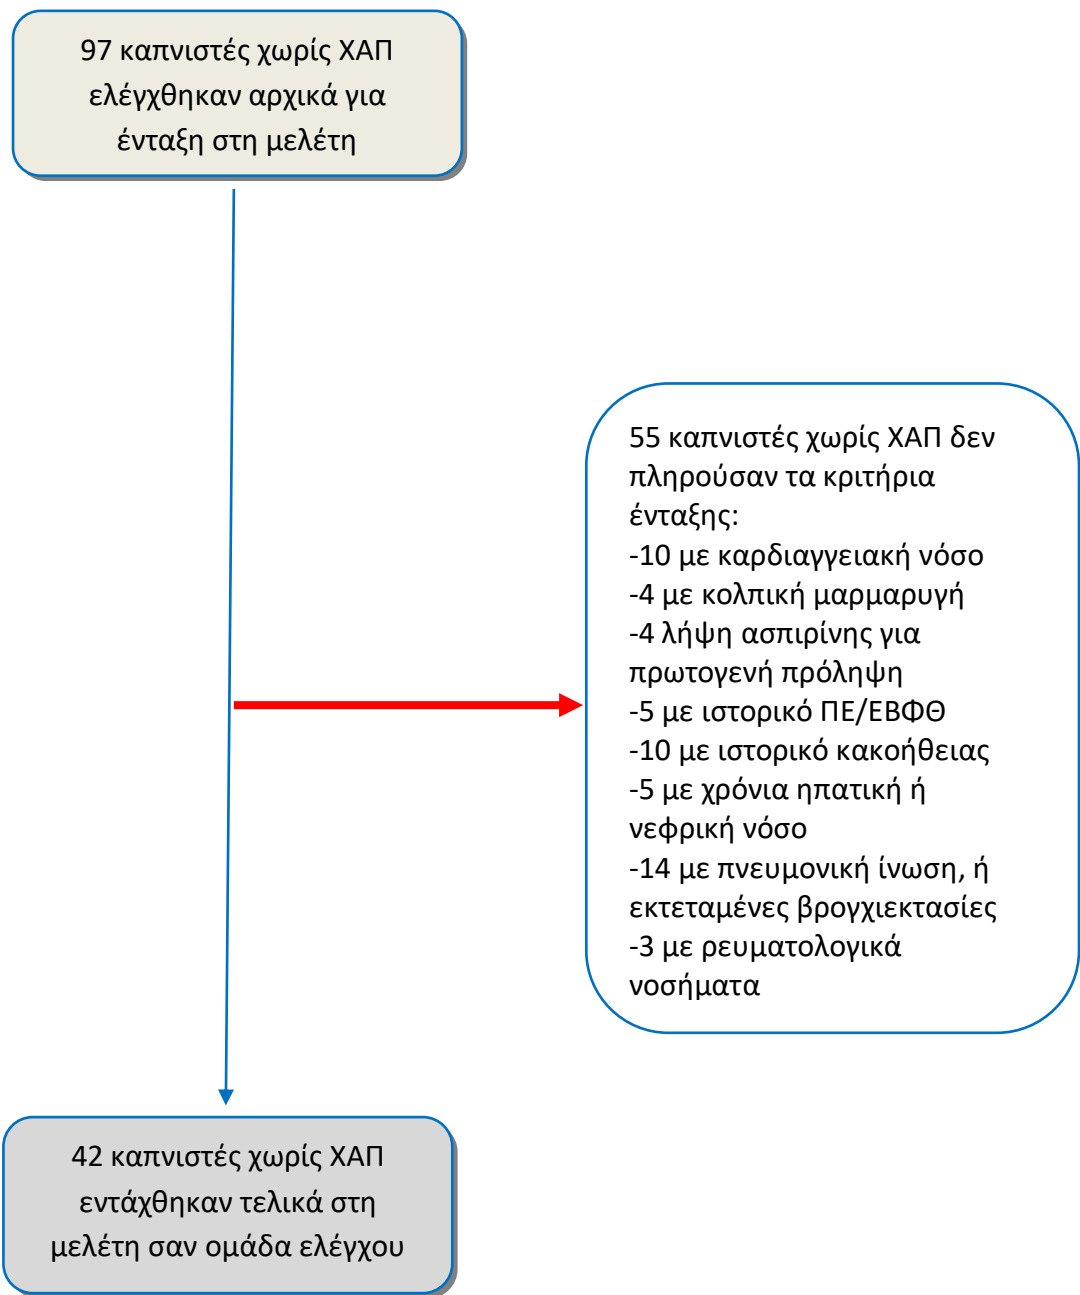 97 καπνιστές χωρίς ΧΑΠ
ελέγχθηκαν αρχικά για
ένταξη στη μελέτη
55 καπνιστές χωρίς ΧΑΠ δεν
πληρούσαν τα κριτήρια
ένταξης:
-10 με καρδιαγγειακή νόσο
-4 με κολπική μαρμαρυγή
-4 λήψη ασπιρίνης για
πρωτογενή πρόληψη
-5 με ιστορικό ΠΕ/ΕΒΦΘ
-10 με ιστορικό κακοήθειας
-5 με χρόνια ηπατική ή
νεφρική νόσο
-14 με πνευμονική ίνωση, ή
εκτεταμένες βρογχιεκτασίες
-3 με ρευματολογικά
νοσήματα
42 καπνιστές χωρίς ΧΑΠ
εντάχθηκαν τελικά στη
μελέτη σαν ομάδα ελέγχου